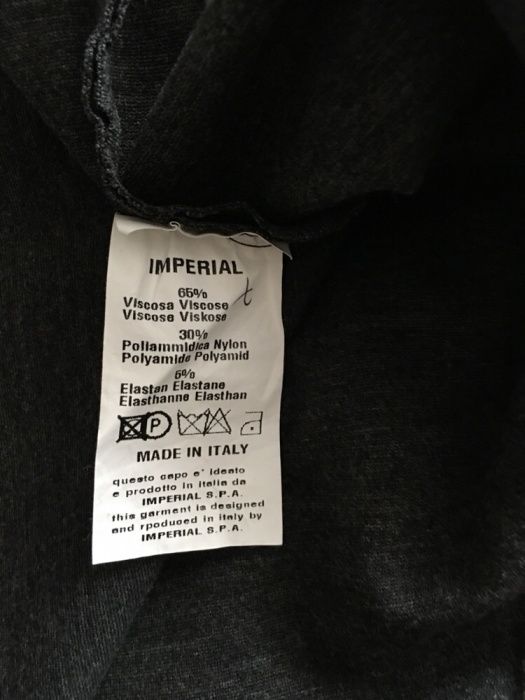 IMPERIAL
65%
Viscosa Viscose
Viscose Viskose
30%
Poliammidica Nylon
Polyamide Polyamid
5%
Elastan Elastane
Elasthanne Elasthan
P
MADE IN ITALY
questo capo e' ideato
e prodotto in italia da
IMPERIAL S.P.A.
this garment is designed
and rpoduced in italy by
IMPERIAL S.P.A.